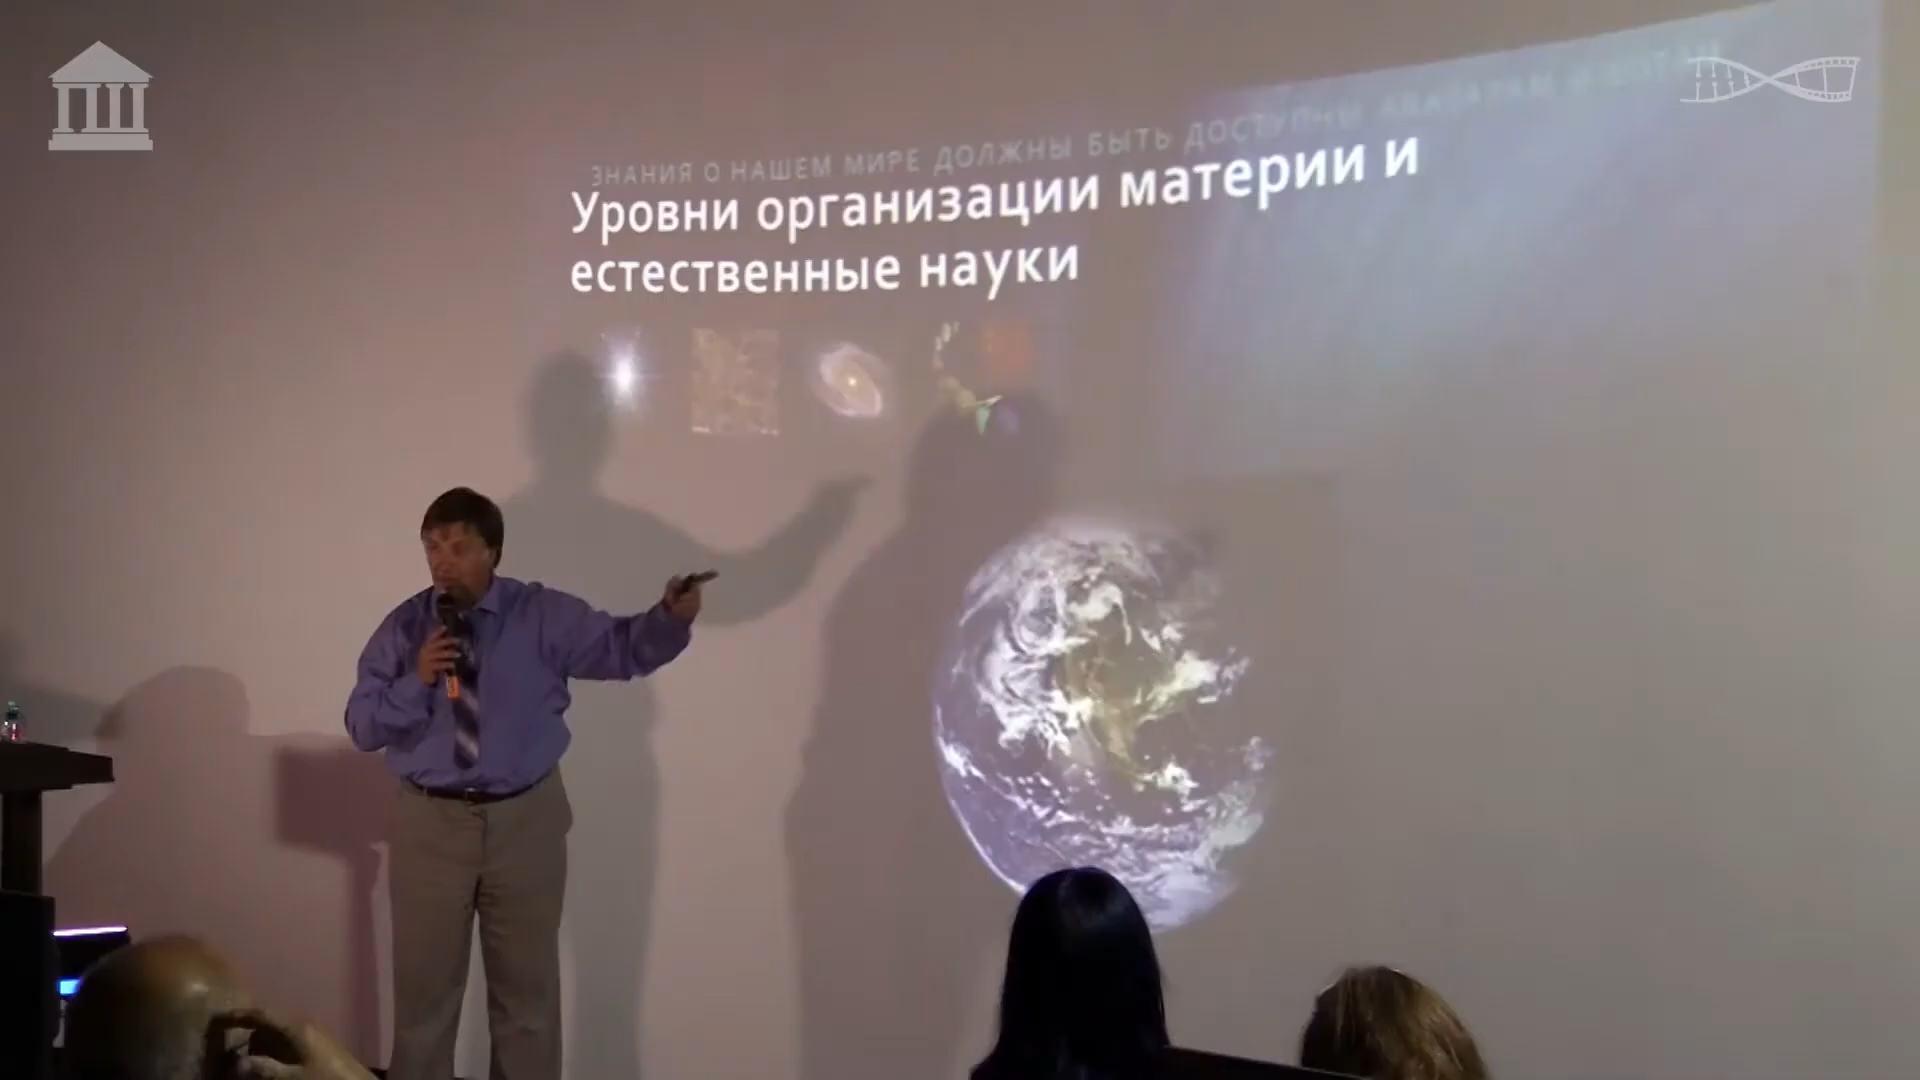 ЗНАНИЯ О НАШЕМ МИРЕ ДОЛЖНЫ БЫТЬ ДОСТУПНЫ
Уровни организации материи и
естественные науки